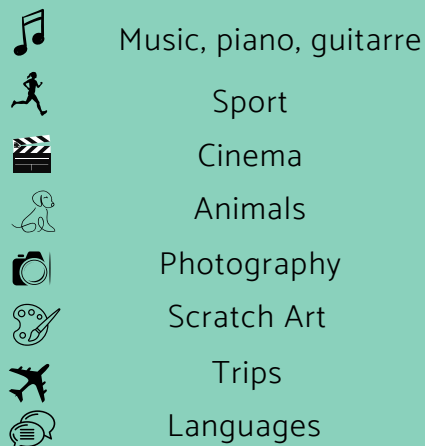 Music, piano, guitarre
Sport
Cinema
Animals
Photography
Scratch Art
Trips
Languages